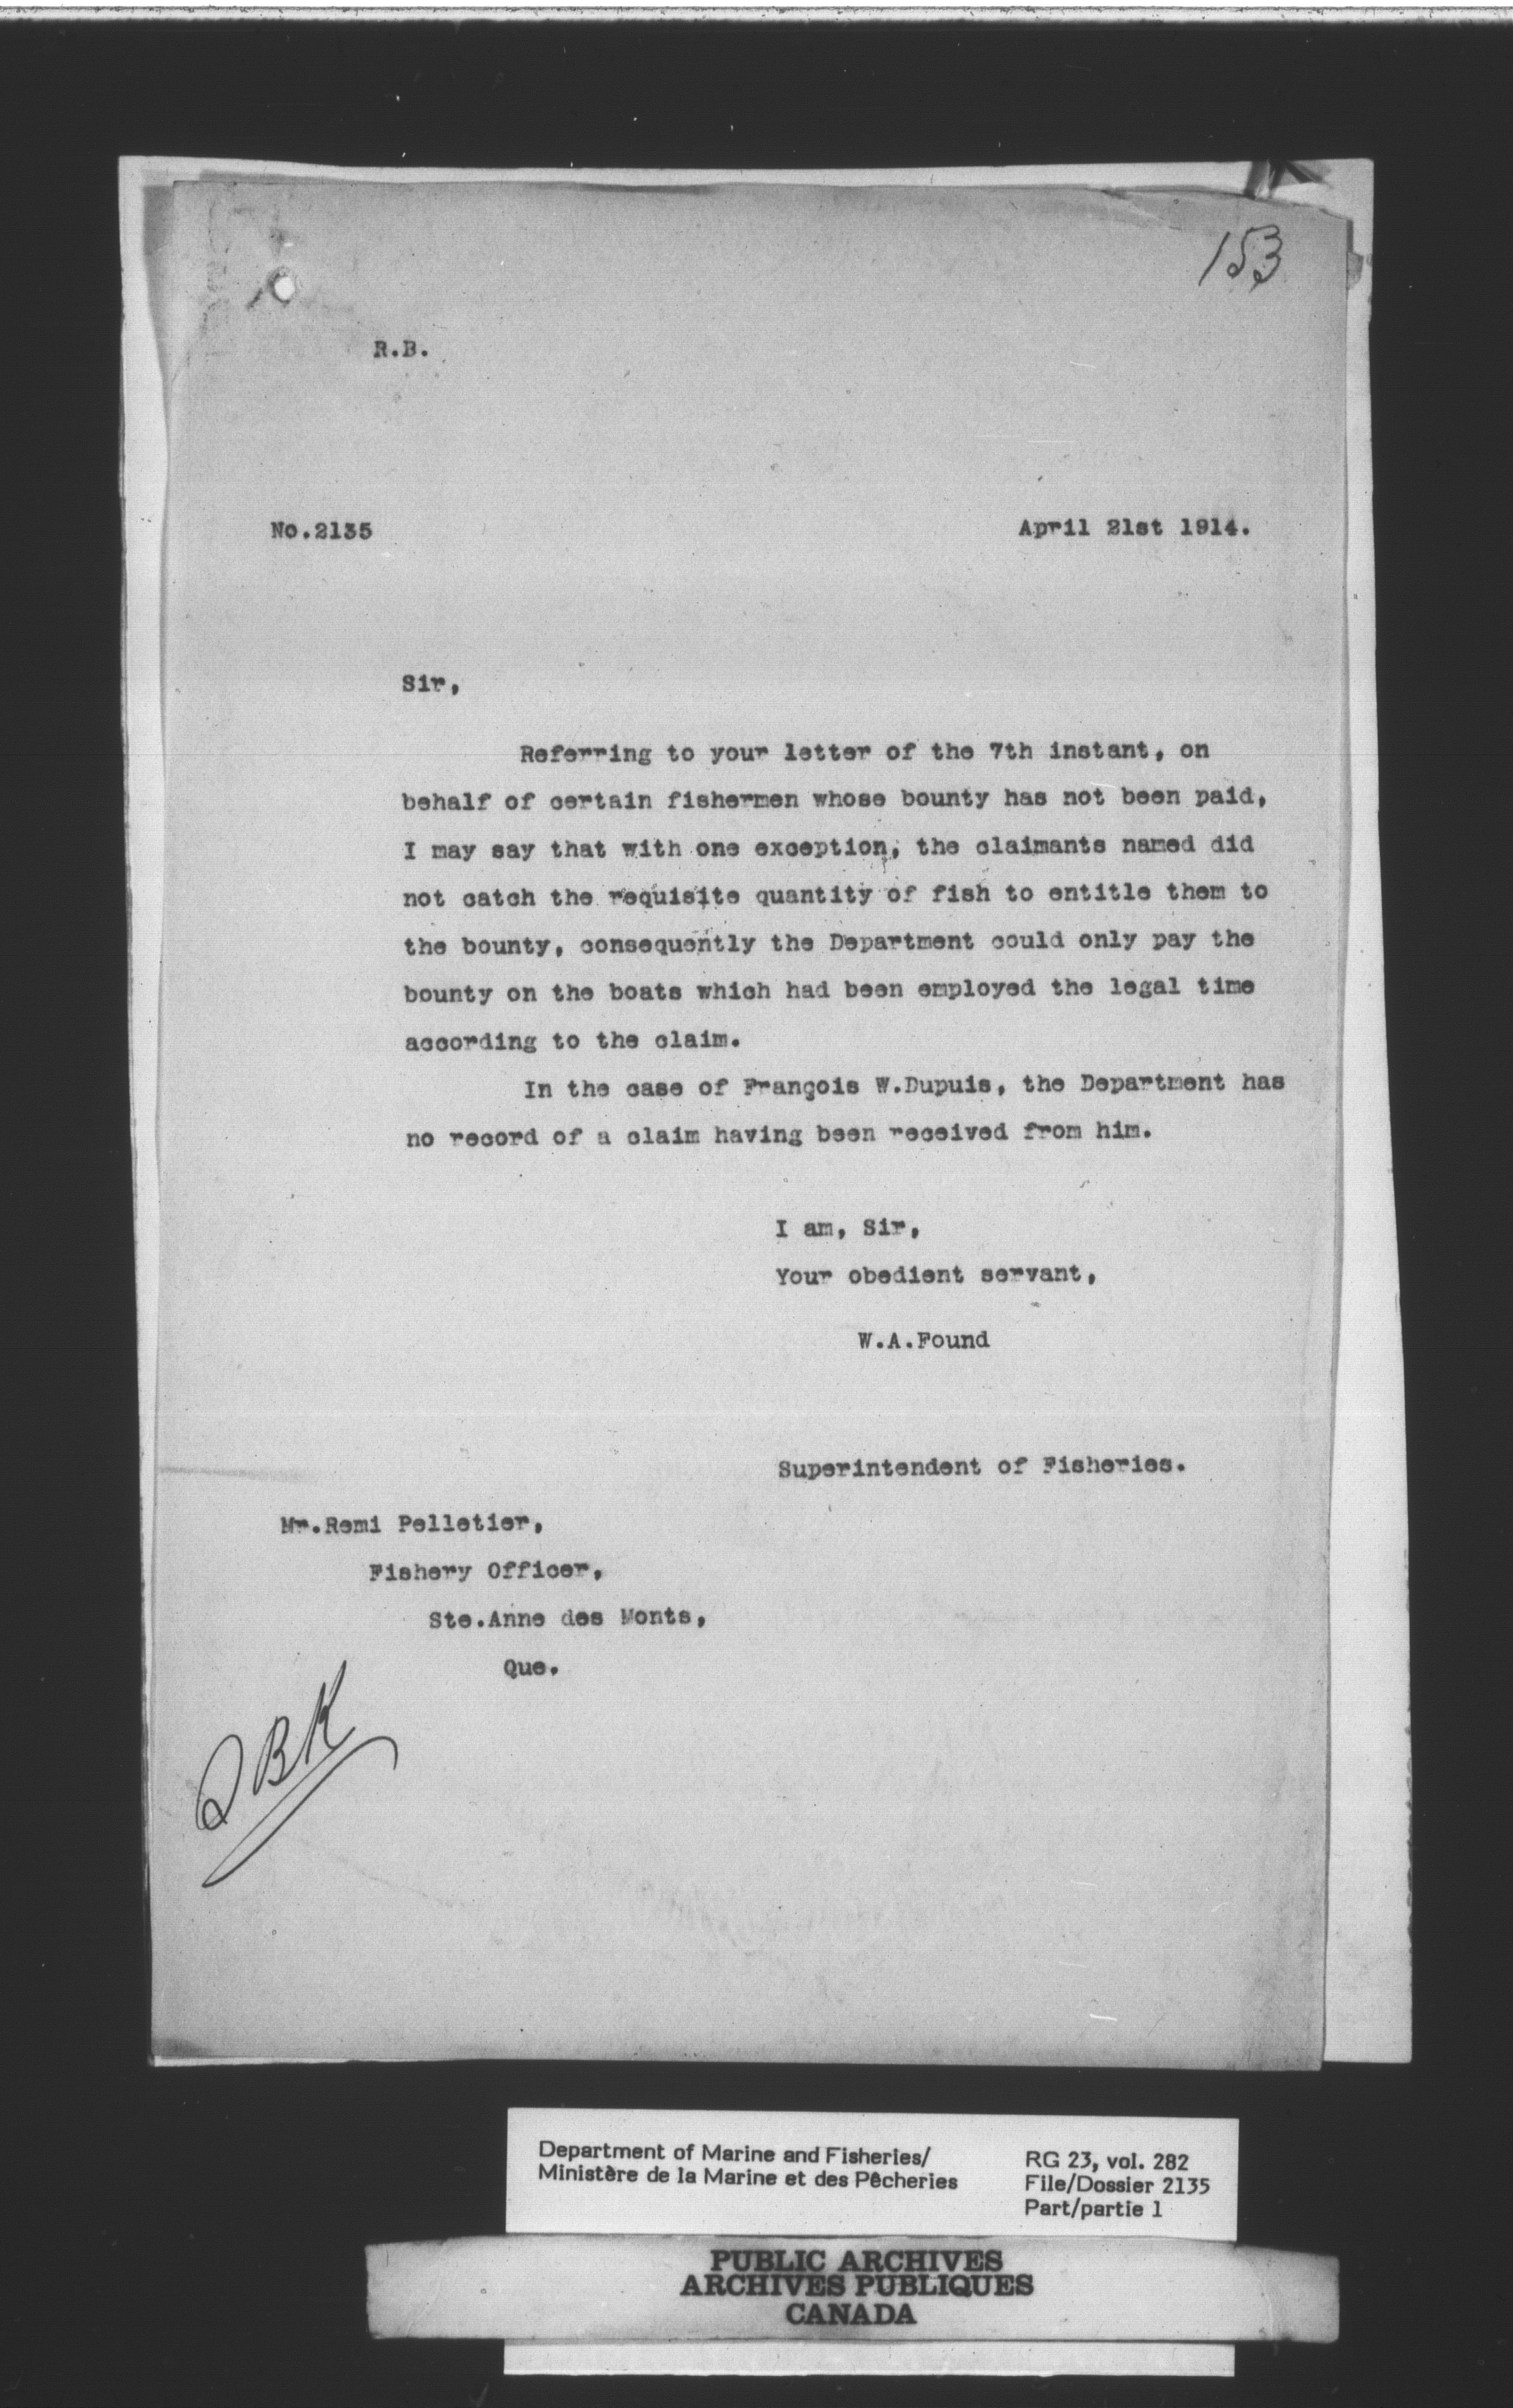 153
R.B.
No.2135 April 21st 1914.
Sir,
Referring to your letter of the 7th instant, on
behalf of certain fishermen whose bounty has not been paid,
I may say that with one exception, the claimants named did
not catch the requisite quantity of fish to entitle them to
the bounty, consequently the Department could only pay the
bounty on the boats which had been employed the legal time
according to the claim.
In the case of François W.Dupuis, the Department has
no record of a claim having been received from him.
I am, Sir,
Your obedient servant,
W.A.Found
Superintendent of Fisheries.
Mr.Remi Pelletier,
Fishery Officer,
Ste.Anne des Monts,
Que.
Department of Marine and Fisheries/
Ministère de la Marine et des Pêcheries
RG 23, vol. 282
File/Dossier 2135
Part/partie 1
PUBLIC ARCHIVES
ARCHIVES PUBLIQUES
CANADA